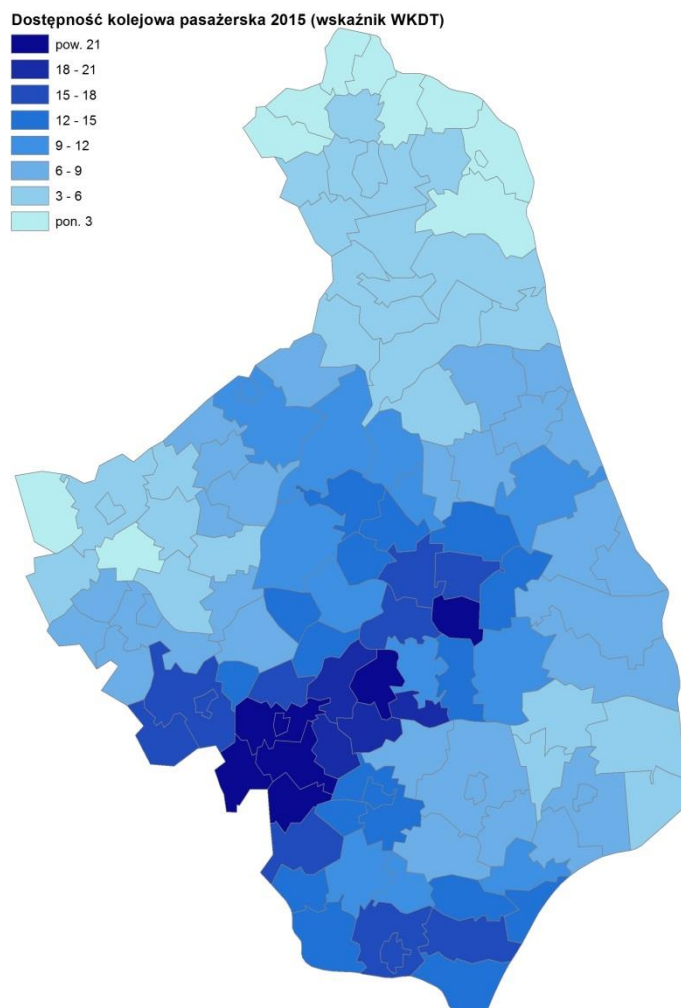 Dostępność kolejowa pasażerska 2015 (wskaźnik WKDT)
pow. 21
18 - 21
15 - 18
12 - 15
9 - 12
6 - 9
3 - 6
pon. 3